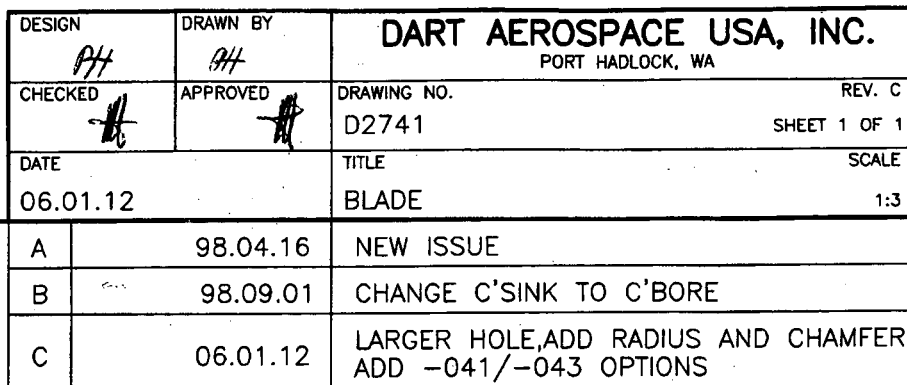 DESIGN DRAWN BY DART AEROSPACE USA, INC.
PH PH PORT HADLOCK, WA
CHECKED APPROVED DRAWING NO. REV. C
D2741 SHEET 1 OF 1
DATE TITLE SCALE
06.01.12 BLADE 1:3
A 98.04.16 NEW ISSUE
B 98.09.01 CHANGE C'SINK TO C'BORE
C 06.01.12 LARGER HOLE,ADD RADIUS AND CHAMFER
ADD -041/-043 OPTIONS